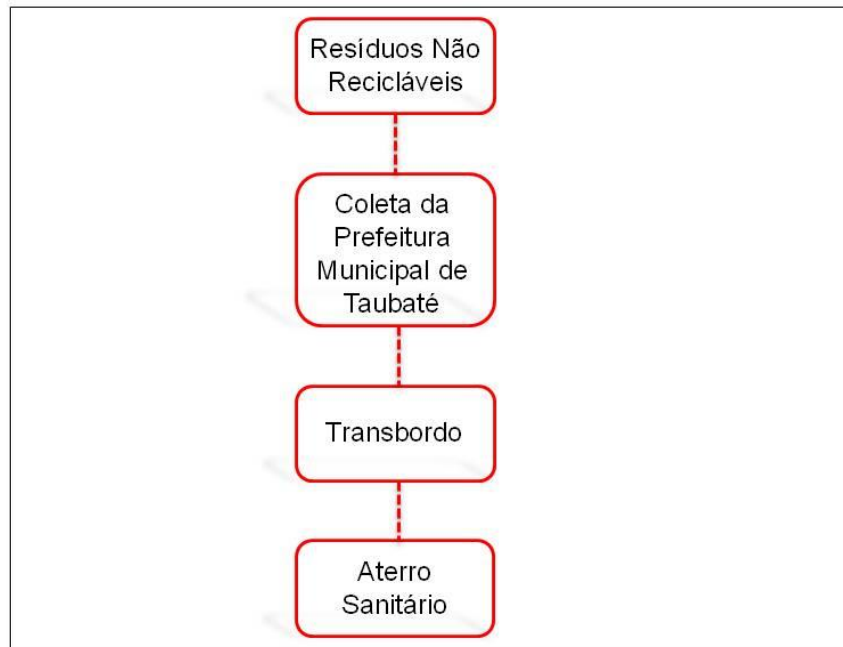 Resíduos Não
Recicláveis
Coleta da
Prefeitura
Municipal de
Taubaté
Transbordo
Aterro
Sanitário